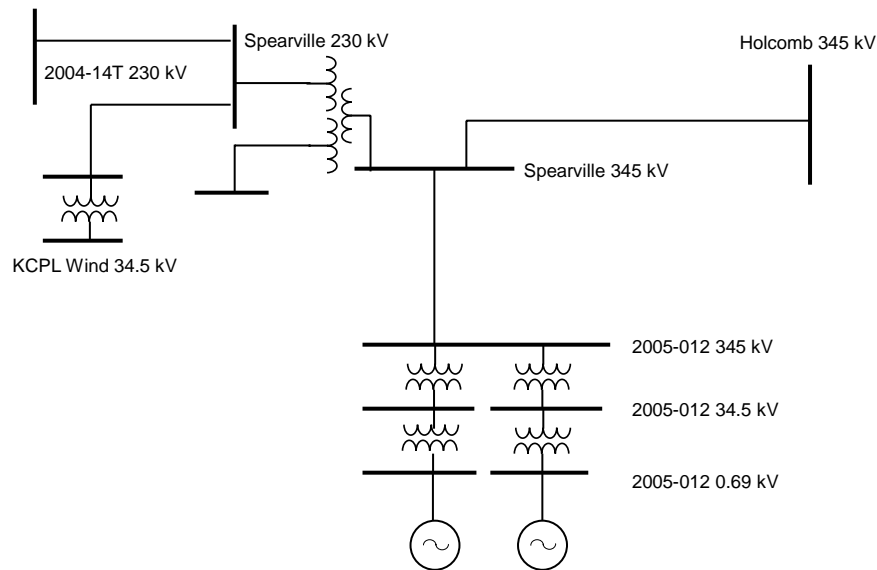 Spearville 230 kV
Holcomb 345 kV
2004-14T 230 kV
Spearville 345 kV
KCPL Wind 34.5 kV
2005-012 345 kV
2005-012 34.5 kV
2005-012 0.69 kV